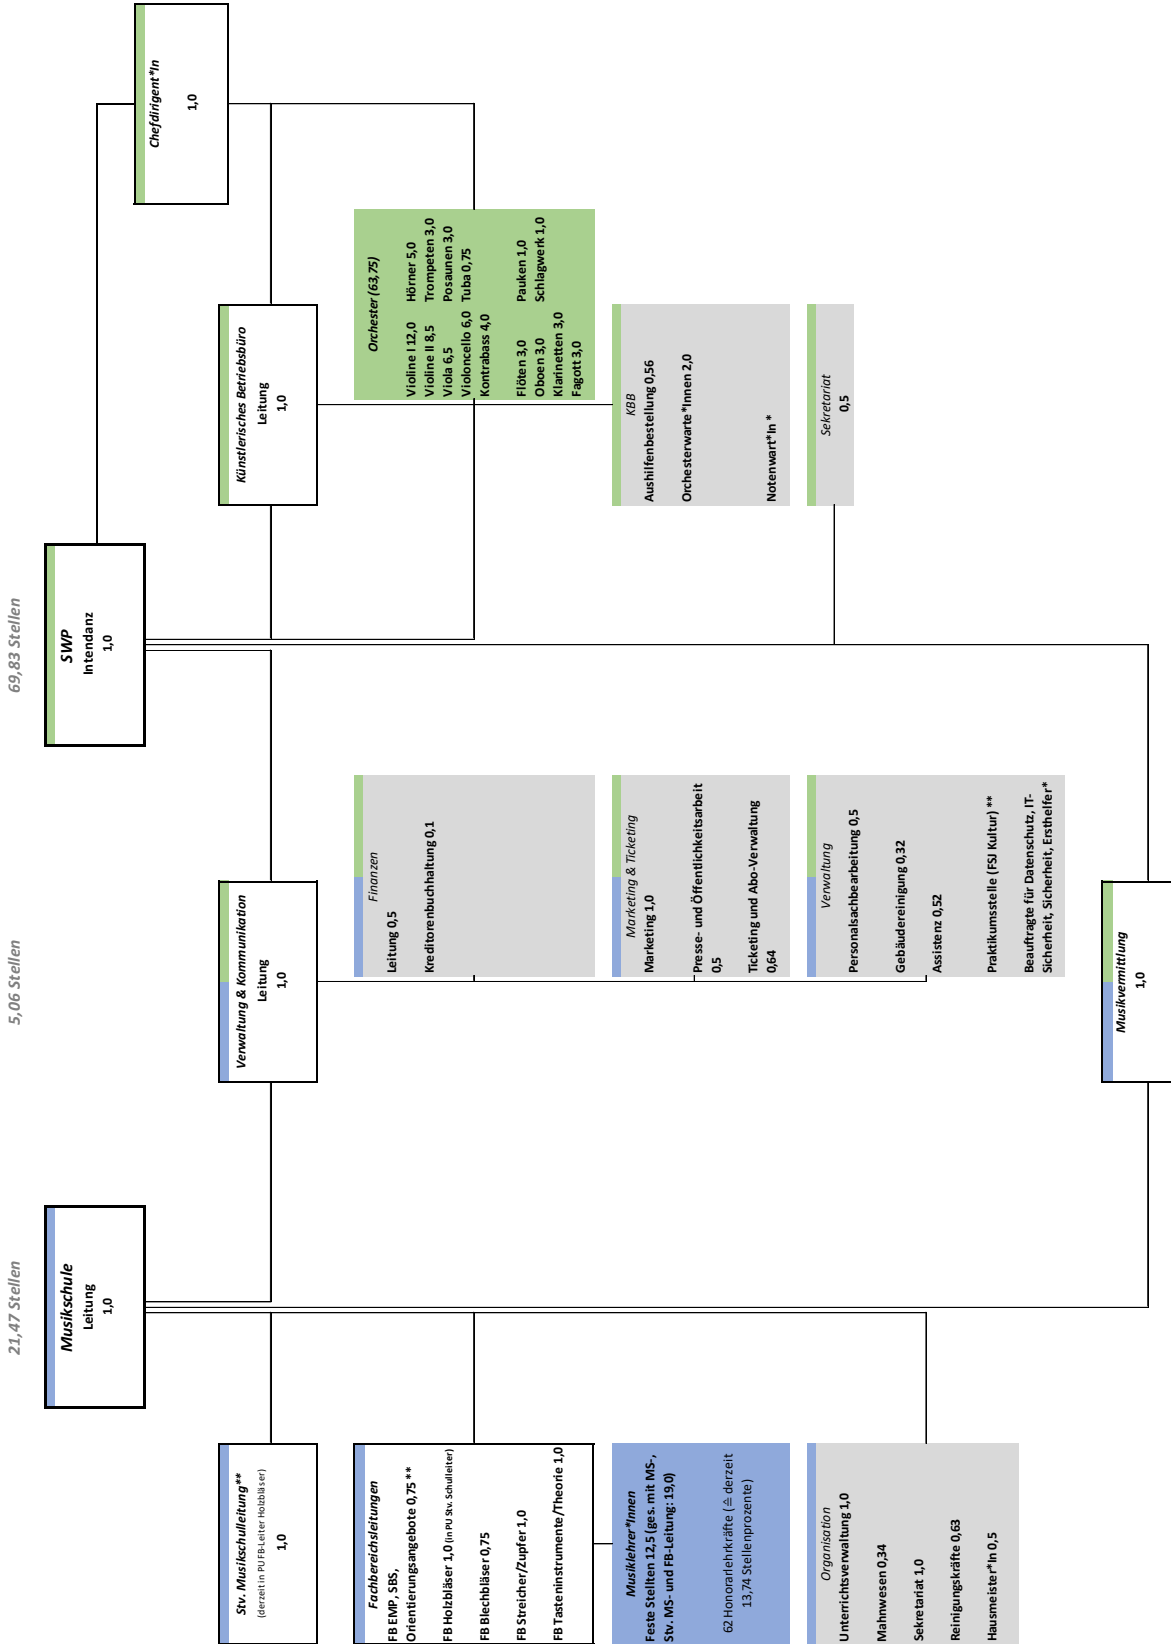 21,47 Stellen
5,06 Stellen
69,83 Stellen
Musikschule
Leitung
1,0
SWP
Intendanz
1,0
Chefdirigent*In
1,0
Stv. Musikschulleitung**
(derzeit in PU FB-Leiter Holzbläser)
1,0
Verwaltung & Kommunikation
Leitung
1,0
Künstlerisches Betriebsbüro
Leitung
1,0
Fachbereichsleitungen
FB EMP, SBS,
Orientierungsangebote 0,75 **
FB Holzbläser 1,0 (in PU Stv. Schulleiter)
FB Blechbläser 0,75
FB Streicher/Zupfer 1,0
FB Tasteninstrumente/Theorie 1,0
Finanzen
Leitung 0,5
Kreditorenbuchhaltung 0,1
Orchester (63,75)
Violine I 12,0 Hörner 5,0
Violine II 8,5 Trompeten 3,0
Viola 6,5 Posaunen 3,0
Violoncello 6,0 Tuba 0,75
Kontrabass 4,0
Flöten 3,0 Pauken 1,0
Oboen 3,0 Schlagwerk 1,0
Klarinetten 3,0
Fagott 3,0
Musiklehrer*Innen
Feste Stellten 12,5 (ges. mit MS-,
Stv. MS- und FB-Leitung: 19,0)
62 Honorarlehrkräfte (≙ derzeit
13,74 Stellenprozente)
Marketing & Ticketing
Marketing 1,0
Presse- und Öffentlichkeitsarbeit
0,5
Ticketing und Abo-Verwaltung
0,64
KBB
Aushilfenbestellung 0,56
Orchesterwarte*Innen 2,0
Notenwart*In *
Organisation
Unterrichtsverwaltung 1,0
Mahnwesen 0,34
Sekretariat 1,0
Reinigungskräfte 0,63
Hausmeister*In 0,5
Verwaltung
Personalsachbearbeitung 0,5
Gebäudereinigung 0,32
Assistenz 0,52
Praktikumsstelle (FSJ Kultur) **
Beauftragte für Datenschutz, IT-
Sicherheit, Sicherheit, Ersthelfer*
Sekretariat
0,5
Musikvermittlung
1,0